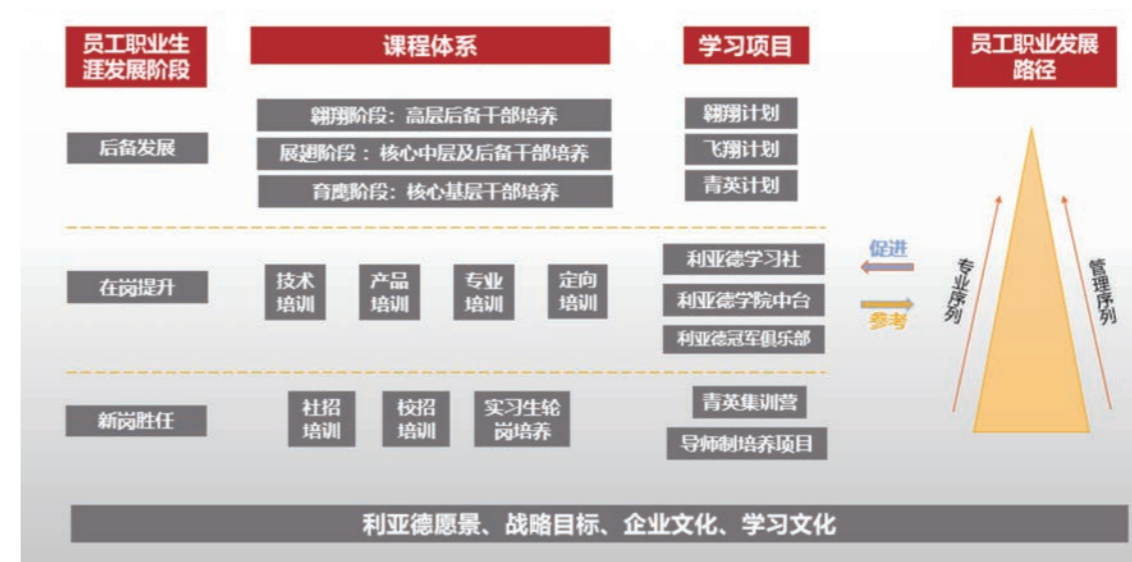 员工职业生
涯发展阶段
课程体系
学习项目
员工职业发展
路径
后备发展
翱翔阶段：高层后备干部培养
展翅阶段：核心中层及后备干部培养
育鹰阶段：核心基层干部培养
翱翔计划
飞翔计划
青英计划
在岗提升
技术
培训
产品
培训
专业
培训
定向
培训
利亚德学习社
利亚德学院中台
利亚德冠军俱乐部
促进
参考
专业序列
管理序列
新岗胜任
社招
培训
校招
培训
实习生轮
岗培养
青英集训营
导师制培养项目
利亚德愿景、战略目标、企业文化、学习文化